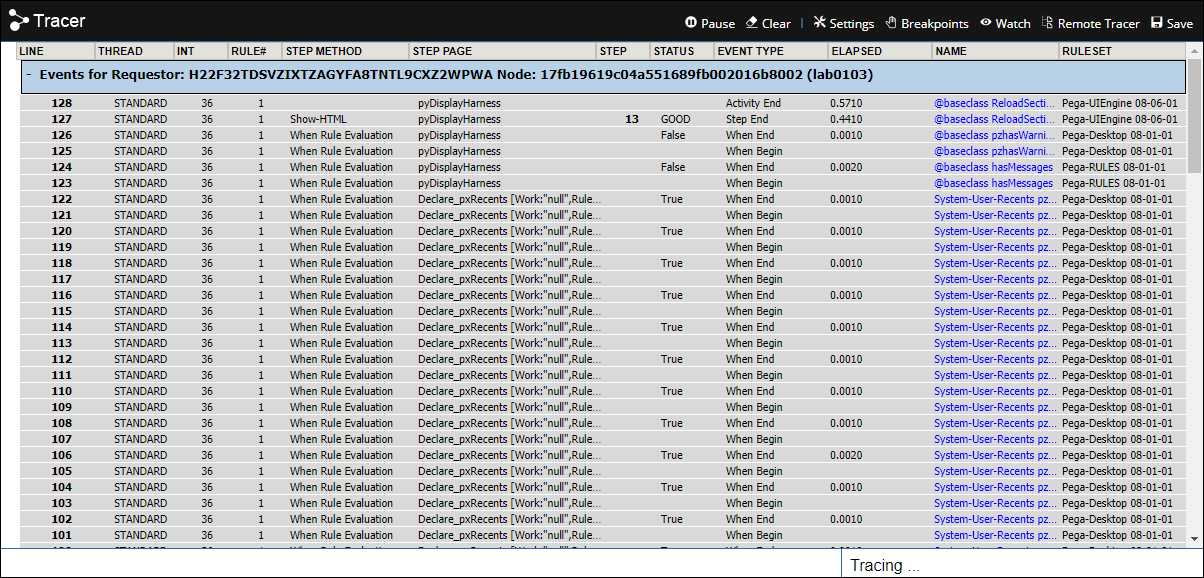 Tracer
Pause Clear | Settings Breakpoints Watch Remote Tracer Save
LINE THREAD INT RULE# STEP METHOD STEP PAGE STEP STATUS EVENT TYPE ELAPSED NAME RULESET
- Events for Requestor: H22F32TDSVZIXTZAGYFA8TNTL9CXZ2WPWA Node: 17fb19619c04a551689fb002016b8002 (lab0103)
128 STANDARD 36 1 pyDisplayHarness Activity End 0.5710 @baseclass ReloadSecti... Pega-UIEngine 08-06-01
127 STANDARD 36 1 Show-HTML pyDisplayHarness 13 GOOD Step End 0.4410 @baseclass ReloadSecti... Pega-UIEngine 08-06-01
126 STANDARD 36 1 When Rule Evaluation pyDisplayHarness False When End 0.0010 @baseclass pzhasWarni... Pega-Desktop 08-01-01
125 STANDARD 36 1 When Rule Evaluation pyDisplayHarness When Begin @baseclass pzhasWarni... Pega-Desktop 08-01-01
124 STANDARD 36 1 When Rule Evaluation pyDisplayHarness False When End 0.0020 @baseclass hasMessages Pega-RULES 08-01-01
123 STANDARD 36 1 When Rule Evaluation pyDisplayHarness When Begin @baseclass hasMessages Pega-RULES 08-01-01
122 STANDARD 36 1 When Rule Evaluation Declare_pxRecents [Work:"null",Rule... True When End 0.0010 System-User-Recents pz... Pega-Desktop 08-01-01
121 STANDARD 36 1 When Rule Evaluation Declare_pxRecents [Work:"null",Rule... When Begin System-User-Recents pz... Pega-Desktop 08-01-01
120 STANDARD 36 1 When Rule Evaluation Declare_pxRecents [Work:"null",Rule... True When End 0.0010 System-User-Recents pz... Pega-Desktop 08-01-01
119 STANDARD 36 1 When Rule Evaluation Declare_pxRecents [Work:"null",Rule... When Begin System-User-Recents pz... Pega-Desktop 08-01-01
118 STANDARD 36 1 When Rule Evaluation Declare_pxRecents [Work:"null",Rule... True When End 0.0010 System-User-Recents pz... Pega-Desktop 08-01-01
117 STANDARD 36 1 When Rule Evaluation Declare_pxRecents [Work:"null",Rule... When Begin System-User-Recents pz... Pega-Desktop 08-01-01
116 STANDARD 36 1 When Rule Evaluation Declare_pxRecents [Work:"null",Rule... True When End 0.0010 System-User-Recents pz... Pega-Desktop 08-01-01
115 STANDARD 36 1 When Rule Evaluation Declare_pxRecents [Work:"null",Rule... When Begin System-User-Recents pz... Pega-Desktop 08-01-01
114 STANDARD 36 1 When Rule Evaluation Declare_pxRecents [Work:"null",Rule... True When End 0.0010 System-User-Recents pz... Pega-Desktop 08-01-01
113 STANDARD 36 1 When Rule Evaluation Declare_pxRecents [Work:"null",Rule... When Begin System-User-Recents pz... Pega-Desktop 08-01-01
112 STANDARD 36 1 When Rule Evaluation Declare_pxRecents [Work:"null",Rule... True When End 0.0010 System-User-Recents pz... Pega-Desktop 08-01-01
111 STANDARD 36 1 When Rule Evaluation Declare_pxRecents [Work:"null",Rule... When Begin System-User-Recents pz... Pega-Desktop 08-01-01
110 STANDARD 36 1 When Rule Evaluation Declare_pxRecents [Work:"null",Rule... True When End 0.0010 System-User-Recents pz... Pega-Desktop 08-01-01
109 STANDARD 36 1 When Rule Evaluation Declare_pxRecents [Work:"null",Rule... When Begin System-User-Recents pz... Pega-Desktop 08-01-01
108 STANDARD 36 1 When Rule Evaluation Declare_pxRecents [Work:"null",Rule... True When End 0.0010 System-User-Recents pz... Pega-Desktop 08-01-01
107 STANDARD 36 1 When Rule Evaluation Declare_pxRecents [Work:"null",Rule... When Begin System-User-Recents pz... Pega-Desktop 08-01-01
106 STANDARD 36 1 When Rule Evaluation Declare_pxRecents [Work:"null",Rule... True When End 0.0020 System-User-Recents pz... Pega-Desktop 08-01-01
105 STANDARD 36 1 When Rule Evaluation Declare_pxRecents [Work:"null",Rule... When Begin System-User-Recents pz... Pega-Desktop 08-01-01
104 STANDARD 36 1 When Rule Evaluation Declare_pxRecents [Work:"null",Rule... True When End 0.0010 System-User-Recents pz... Pega-Desktop 08-01-01
103 STANDARD 36 1 When Rule Evaluation Declare_pxRecents [Work:"null",Rule... When Begin System-User-Recents pz... Pega-Desktop 08-01-01
102 STANDARD 36 1 When Rule Evaluation Declare_pxRecents [Work:"null",Rule... True When End 0.0010 System-User-Recents pz... Pega-Desktop 08-01-01
101 STANDARD 36 1 When Rule Evaluation Declare_pxRecents [Work:"null",Rule... When Begin System-User-Recents pz... Pega-Desktop 08-01-01
Tracing ...